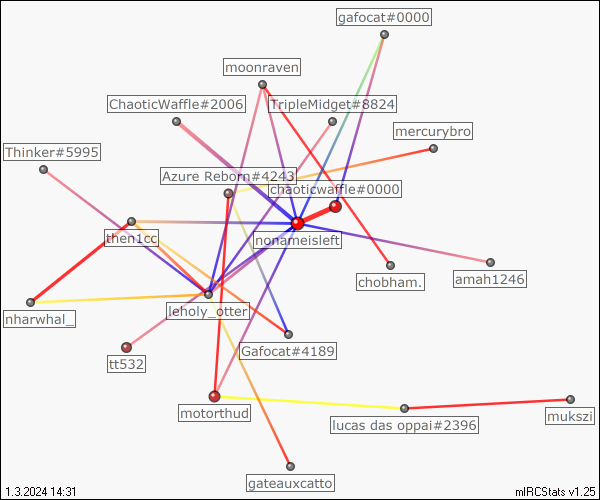 gafocat#0000
moonraven
ChaoticWaffle#2006
TripleMidget#8824
mercurybro
Thinker#5995
Azure Reborn#4243
chaoticwaffle#0000
then1cc
nonameisleft
chobham.
amah1246
nharwhal_
leholy_otter
Gafocat#4189
tt532
motorthud
lucas das oppai#2396
mukszi
gateauxcatto
1.3.2024 14:31
mIRCStats v1.25